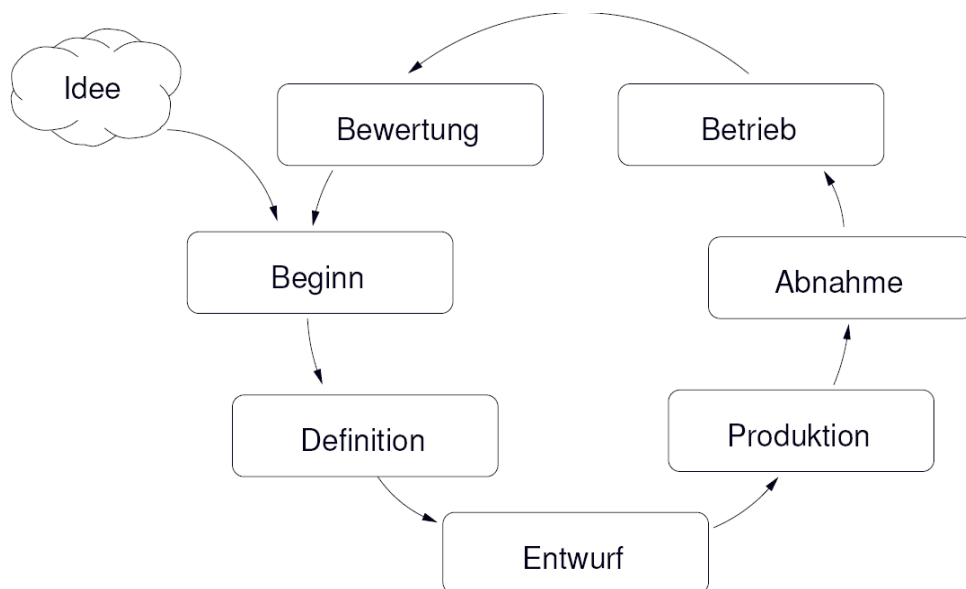 Idee
Bewertung
Betrieb
Beginn
Abnahme
Definition
Produktion
Entwurf